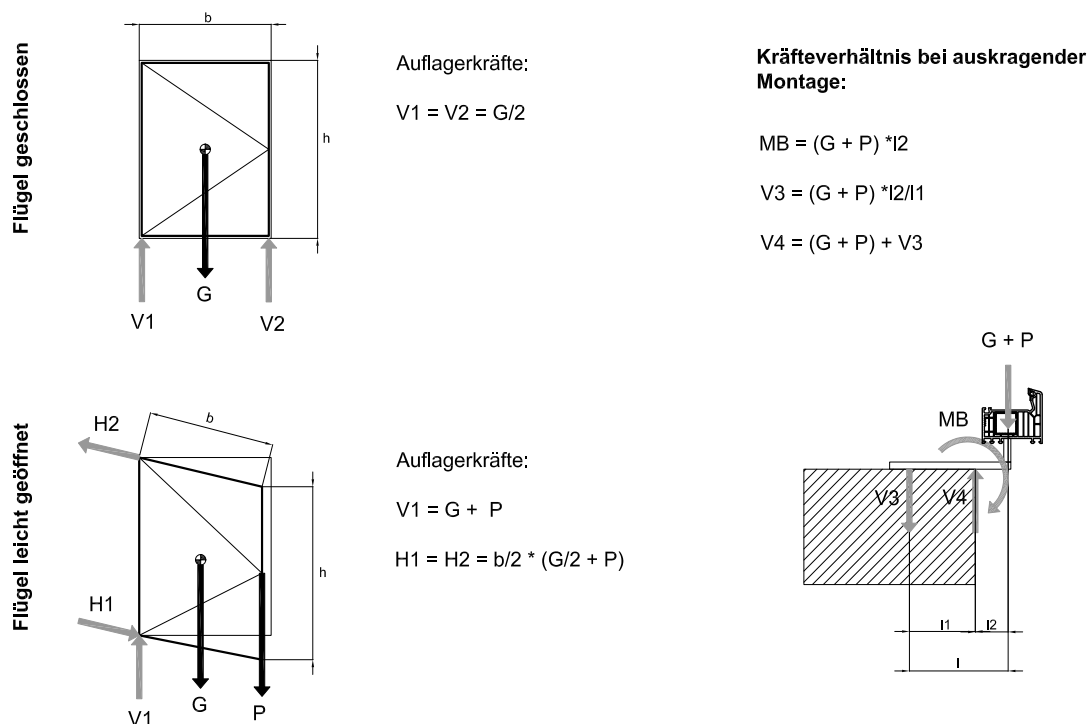 Flügel geschlossen
b
h
G
V1
V2
Auflagerkräfte:
V1 = V2 = G/2
Kräfteverhältnis bei auskragender
Montage:
MB = (G + P) *l2
V3 = (G + P) *l2/l1
V4 = (G + P) + V3
Flügel leicht geöffnet
H2
b
h
H1
V1
G
P
Auflagerkräfte:
V1 = G + P
H1 = H2 = b/2 * (G/2 + P)
G + P
MB
V3
V4
l1
l2
l